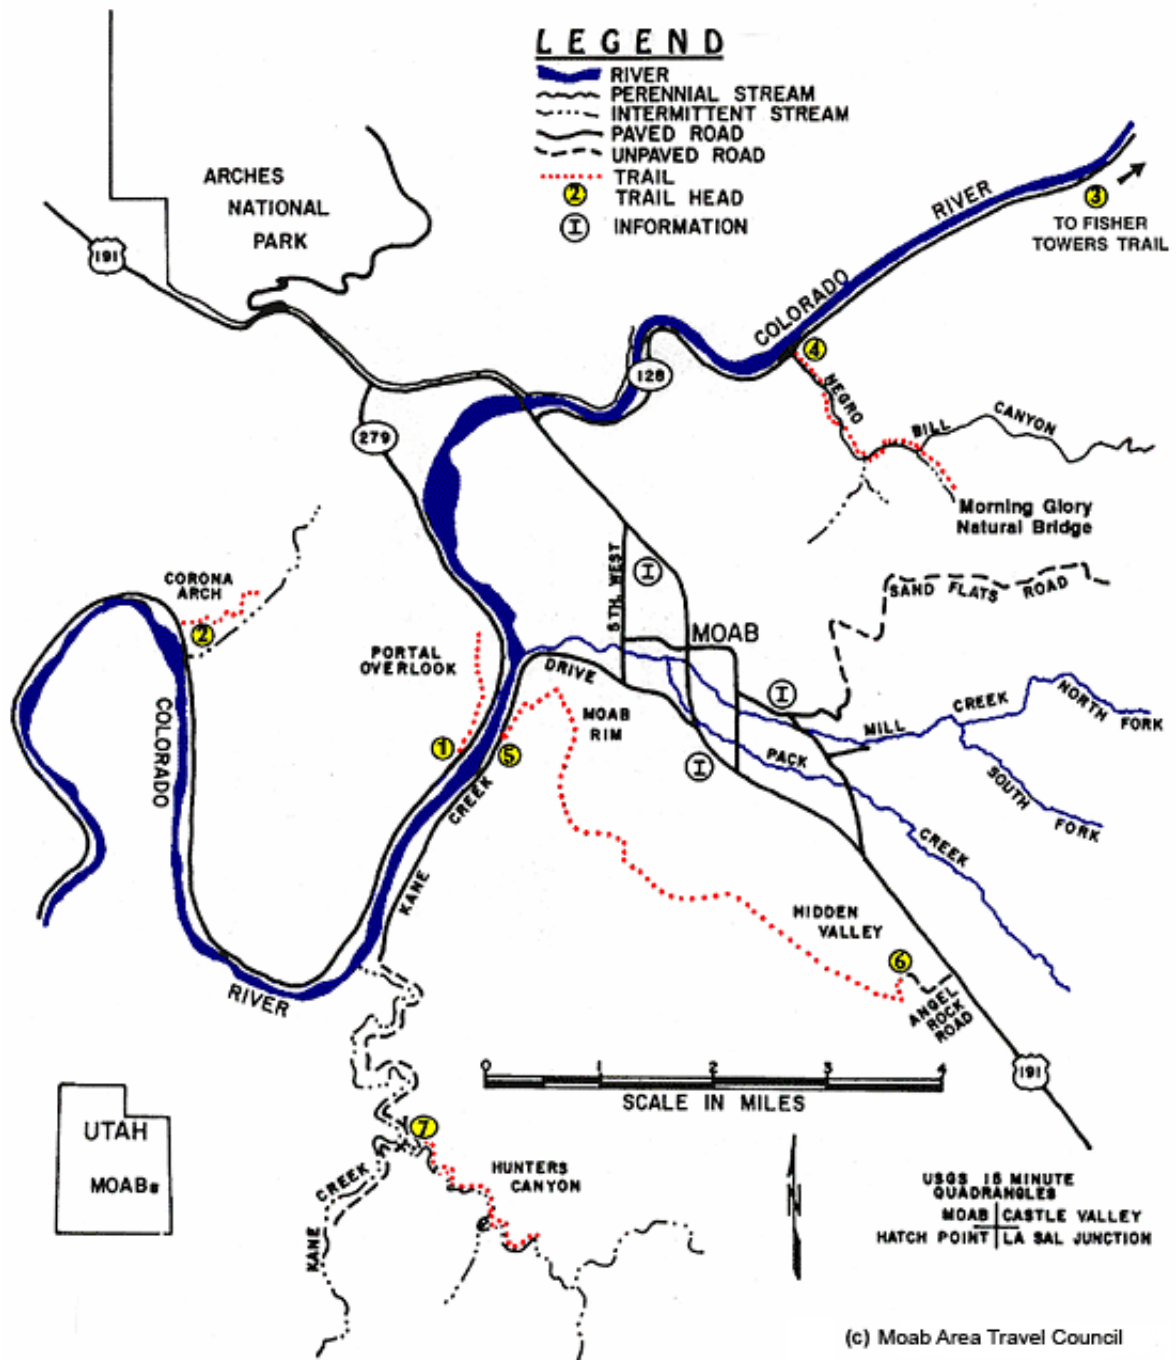 LEGEND
RIVER
PERENNIAL STREAM
INTERMITTENT STREAM
PAVED ROAD
UNPAVED ROAD
TRAIL
2 TRAIL HEAD
I INFORMATION
ARCHES
NATIONAL
PARK
191
RIVER
3
TO FISHER
TOWERS TRAIL
COLORADO
4
128
NEGRO
BILL
CANYON
279
Morning Glory
Natural Bridge
CORONA
ARCH
2
5TH. WEST
I
SAND FLATS ROAD
MOAB
PORTAL
OVERLOOK
DRIVE
I
MOAB
RIM
MILL
CREEK
NORTH
FORK
COLORADO
1
5
CREEK
I
PACK
SOUTH
FORK
CREEK
KANE
HIDDEN
VALLEY
6
RIVER
ANGEL
ROCK
ROAD
191
0 1 2 3 4
SCALE IN MILES
UTAH
MOAB
7
HUNTERS
CANYON
CREEK
KANE
N
USGS 15 MINUTE
QUADRANGLES
MOAB CASTLE VALLEY
HATCH POINT LA SAL JUNCTION
(c) Moab Area Travel Council